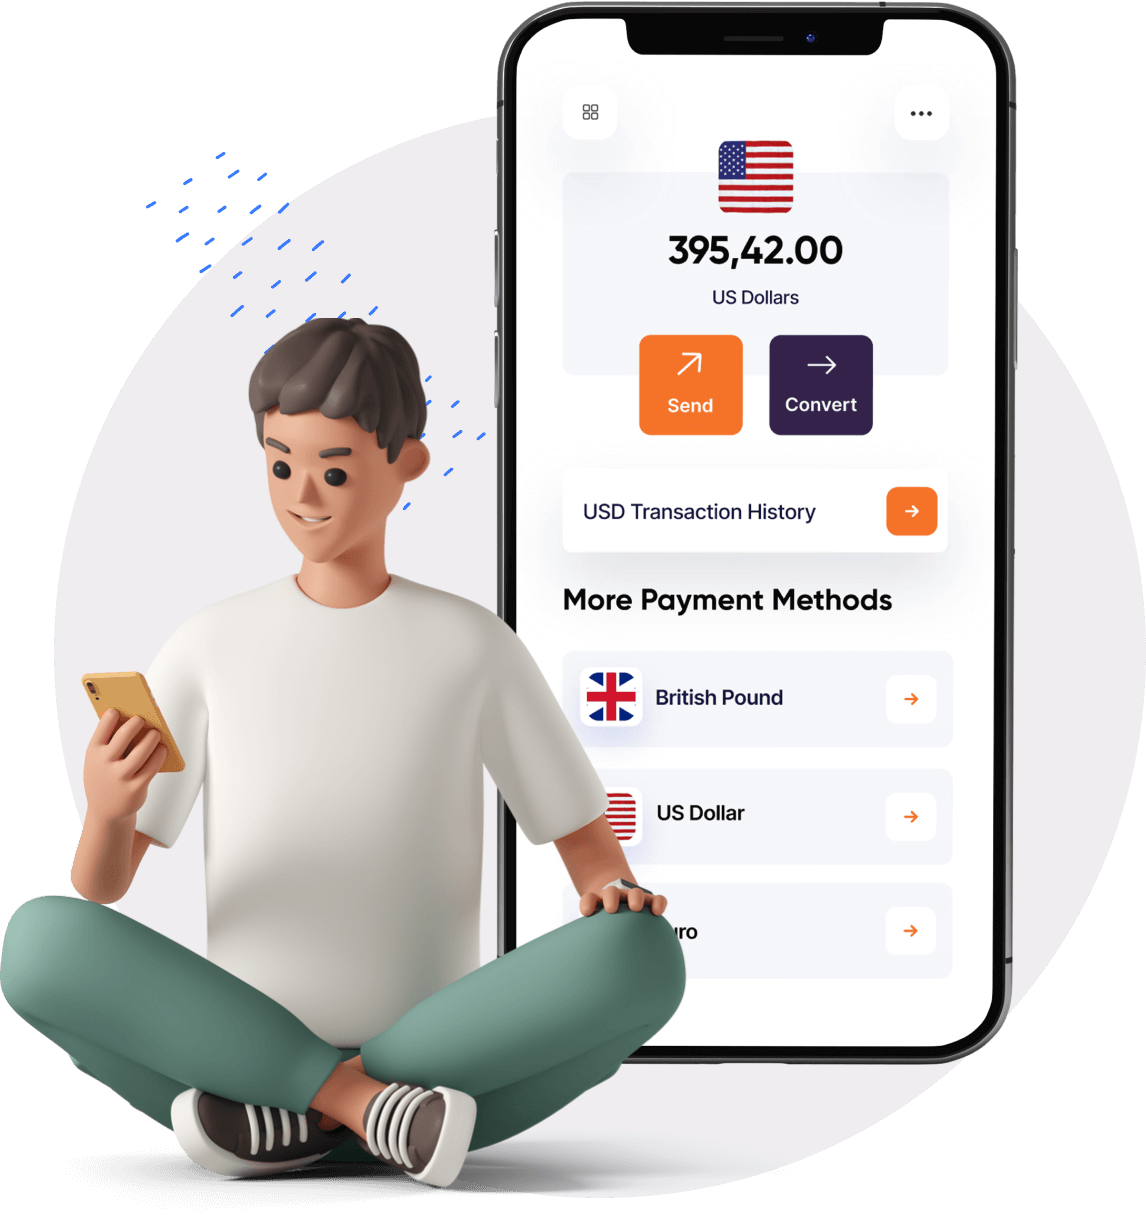 395,42.00
US Dollars
Send
Convert
USD Transaction History
More Payment Methods
British Pound
US Dollar